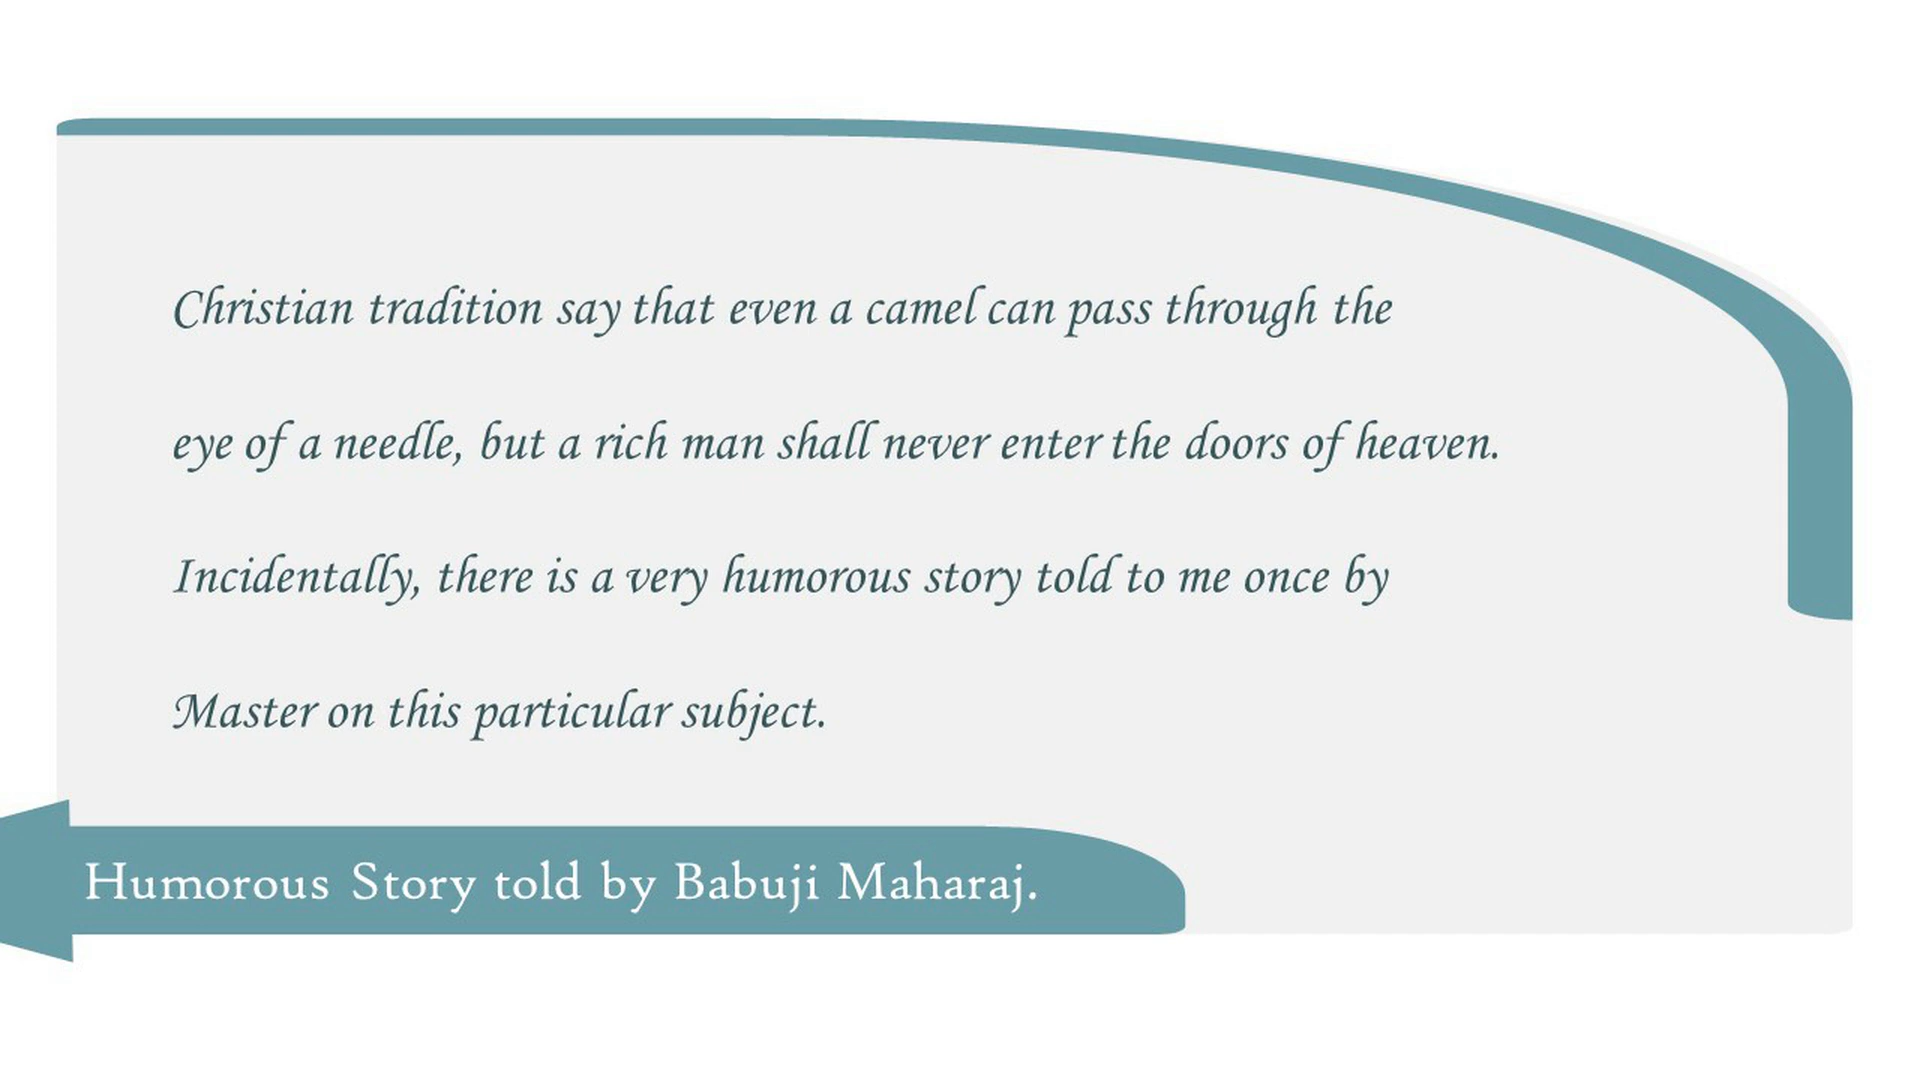 Christian tradition say that even a camel can pass through the
eye of a needle, but a rich man shall never enter the doors of heaven.
Incidentally, there is a very humorous story told to me once by
Master on this particular subject.
Humorous Story told by Babuji Maharaj.